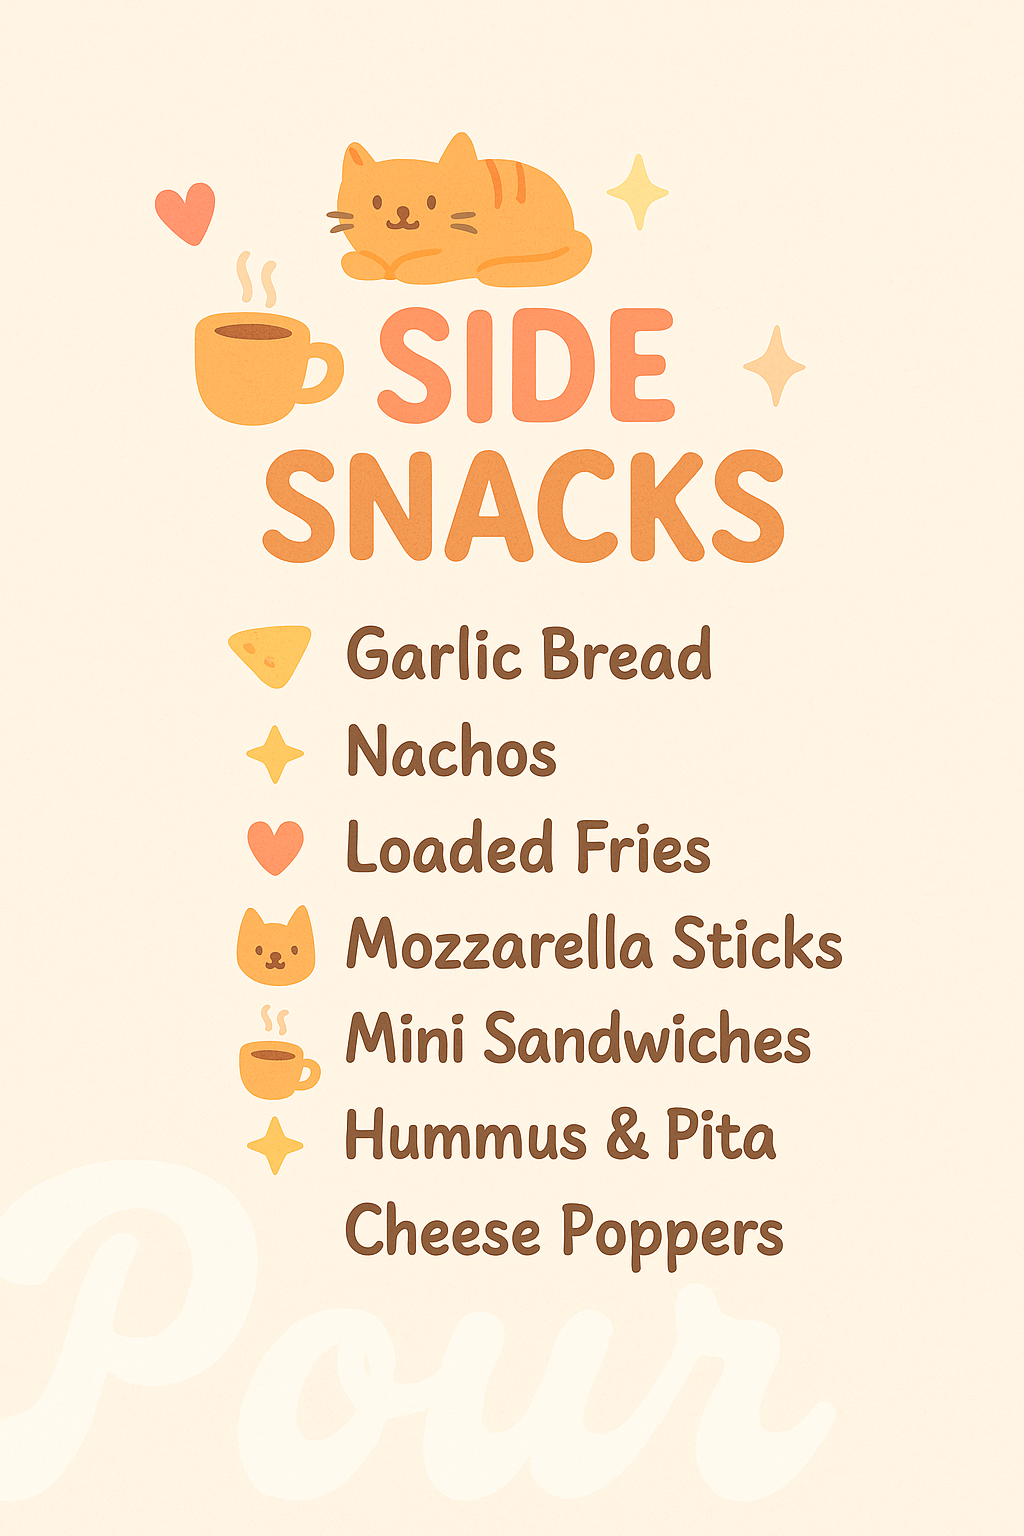 SIDE
SNACKS
Garlic Bread
Nachos
Loaded Fries
Mozzarella Sticks
Mini Sandwiches
Hummus & Pita
Cheese Poppers
Pour